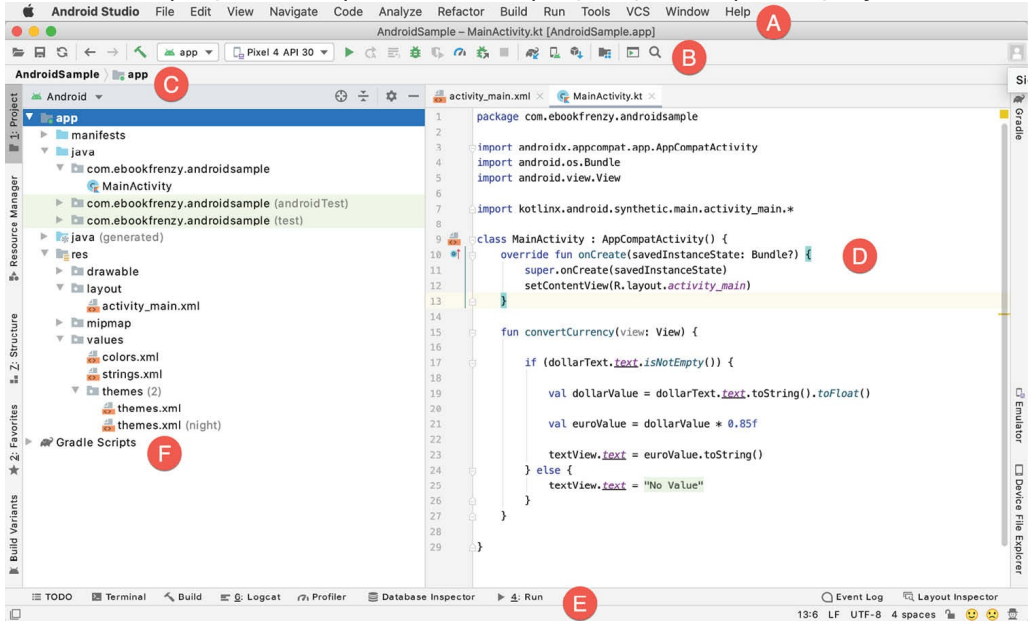 Android Studio File Edit View Navigate Code Analyze Refactor Build Run Tools VCS Window Help
A
AndroidSample – MainActivity.kt [AndroidSample.app]
app Pixel 4 API 30
B
AndroidSample app
C
Si
Android
activity_main.xml MainActivity.kt
1: Project
Resource Manager
Z: Structure
2: Favorites
Build Variants
app
manifests
java
com.ebookfrenzy.androidsample
MainActivity
com.ebookfrenzy.androidsample (androidTest)
com.ebookfrenzy.androidsample (test)
java (generated)
res
drawable
layout
activity_main.xml
mipmap
values
colors.xml
strings.xml
themes (2)
themes.xml
themes.xml (night)
Gradle Scripts
F
1 package com.ebookfrenzy.androidsample
2
3 import androidx.appcompat.app.AppCompatActivity
4 import android.os.Bundle
5 import android.view.View
6
7 import kotlinx.android.synthetic.main.activity_main.*
8
9 class MainActivity : AppCompatActivity() {
10 override fun onCreate(savedInstanceState: Bundle?) {
11 super.onCreate(savedInstanceState)
12 setContentView(R.layout.activity_main)
13 }
14
15 fun convertCurrency(view: View) {
16
17 if (dollarText.text.isNotEmpty()) {
18
19 val dollarValue = dollarText.text.toString().toFloat()
20
21 val euroValue = dollarValue * 0.85f
22
23 textView.text = euroValue.toString()
24 } else {
25 textView.text = "No Value"
26 }
27 }
28
29 }
D
Gradle
Emulator
Device File Explorer
TODO Terminal Build 6: Logcat Profiler Database Inspector 4: Run
E
Event Log Layout Inspector
13:6 LF UTF-8 4 spaces